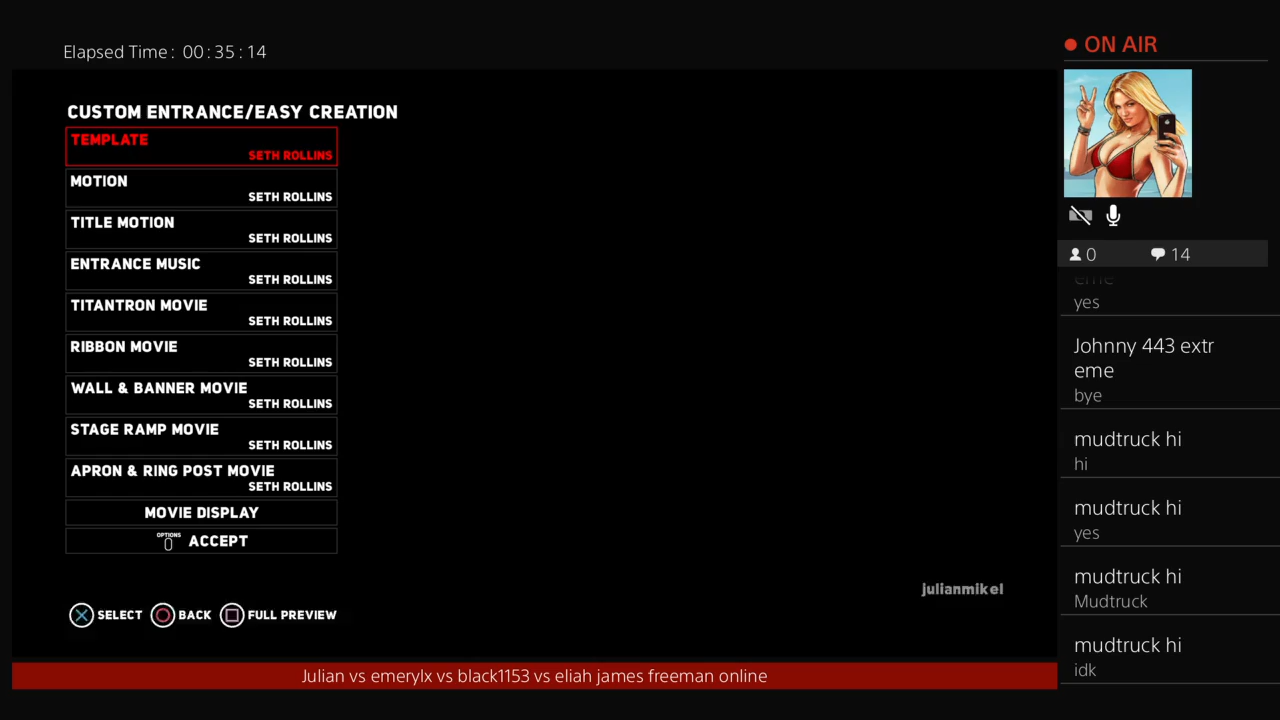 Elapsed Time: 00:35:14
ON AIR
CUSTOM ENTRANCE/EASY CREATION
TEMPLATE
SETH ROLLINS
MOTION
SETH ROLLINS
TITLE MOTION
SETH ROLLINS
ENTRANCE MUSIC
SETH ROLLINS
TITANTRON MOVIE
SETH ROLLINS
RIBBON MOVIE
SETH ROLLINS
WALL & BANNER MOVIE
SETH ROLLINS
STAGE RAMP MOVIE
SETH ROLLINS
APRON & RING POST MOVIE
SETH ROLLINS
MOVIE DISPLAY
OPTIONS ACCEPT
SELECT BACK FULL PREVIEW
julianmikel
Julian vs emerylx vs black1153 vs eliah james freeman online
0 14
eme
yes
Johnny 443 extr
eme
bye
mudtruck hi
hi
mudtruck hi
yes
mudtruck hi
Mudtruck
mudtruck hi
idk